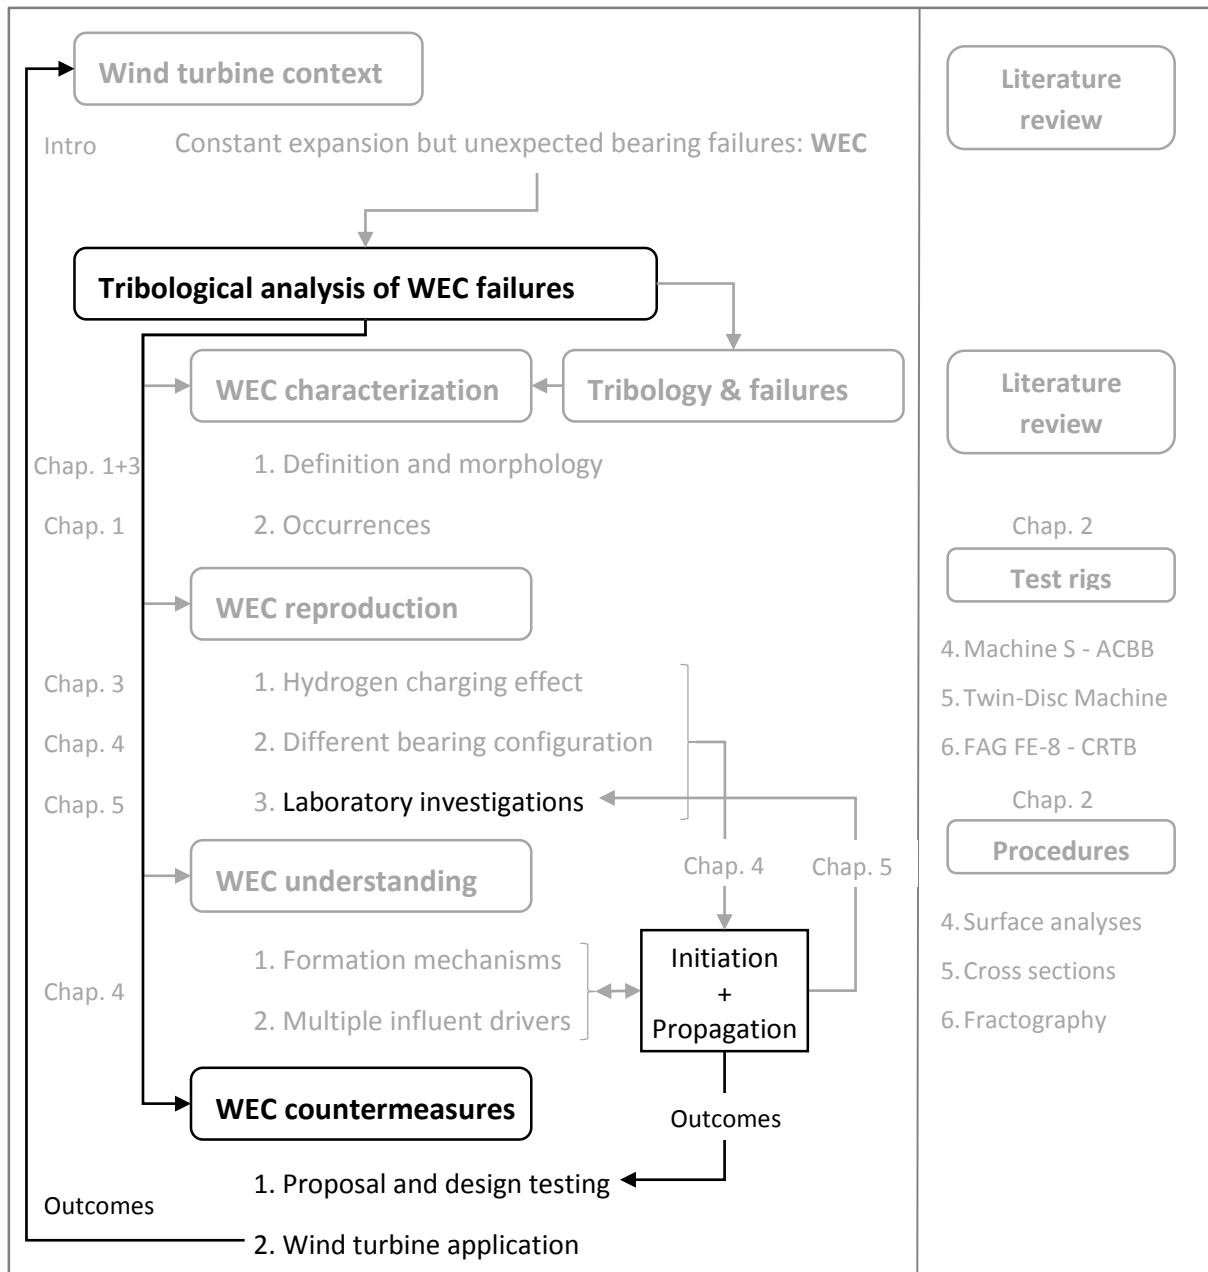 Wind turbine context
Intro
Constant expansion but unexpected bearing failures: WEC
Tribological analysis of WEC failures
WEC characterization
Tribology & failures
Chap. 1+3
1. Definition and morphology
Chap. 1
2. Occurrences
WEC reproduction
Chap. 3
1. Hydrogen charging effect
Chap. 4
2. Different bearing configuration
Chap. 5
3. Laboratory investigations
Chap. 4
Chap. 5
WEC understanding
Chap. 4
1. Formation mechanisms
2. Multiple influent drivers
Initiation
+
Propagation
WEC countermeasures
Outcomes
1. Proposal and design testing
Outcomes
2. Wind turbine application
Literature
review
Literature
review
Chap. 2
Test rigs
4. Machine S - ACBB
5. Twin-Disc Machine
6. FAG FE-8 - CRTB
Chap. 2
Procedures
4. Surface analyses
5. Cross sections
6. Fractography